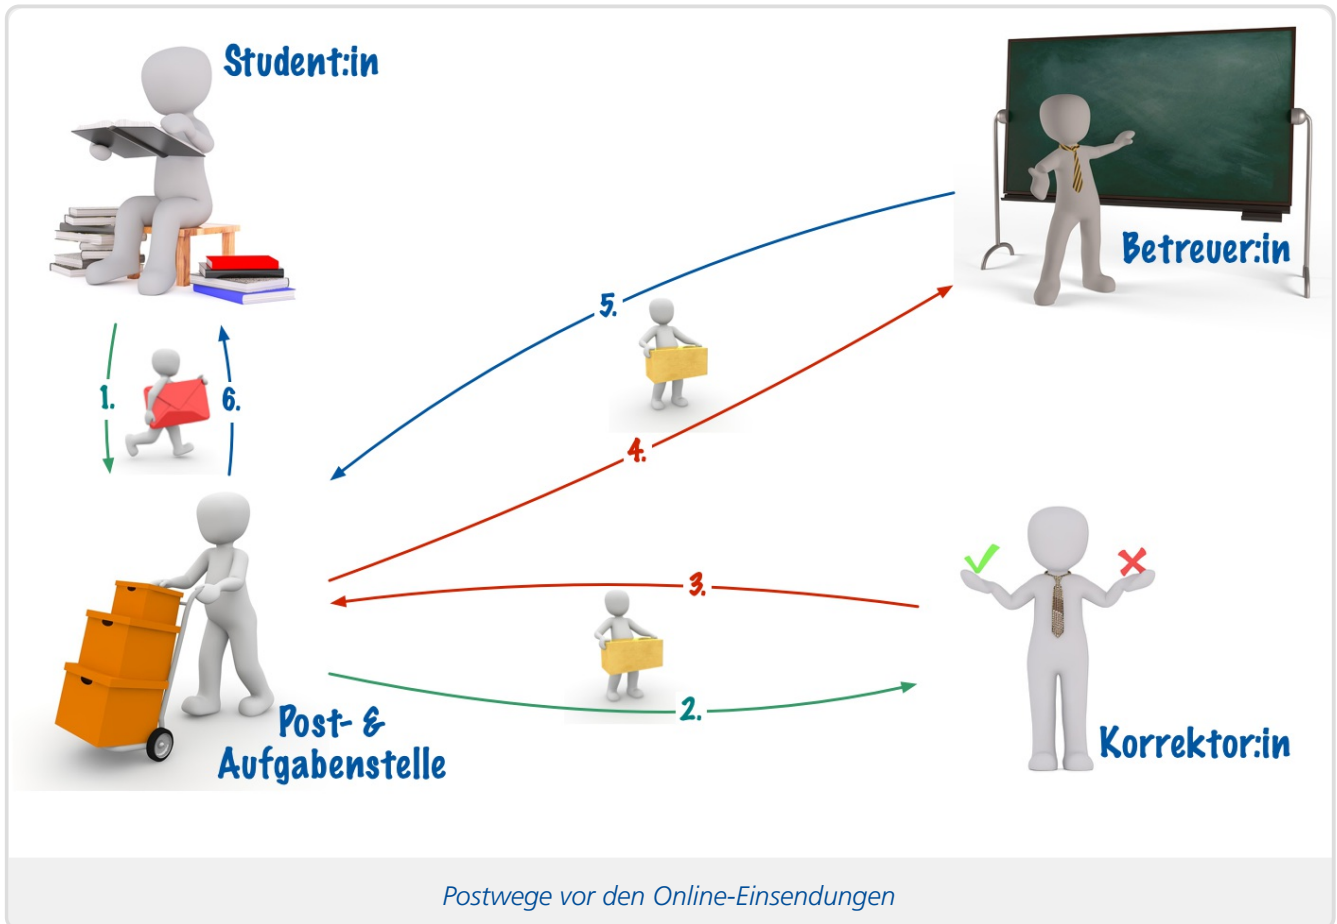 Student:in
Betreuer:in
5.
1.
6.
4.
3.
2.
Post- &
Aufgabenstelle
Korrektor:in
Postwege vor den Online-Einsendungen